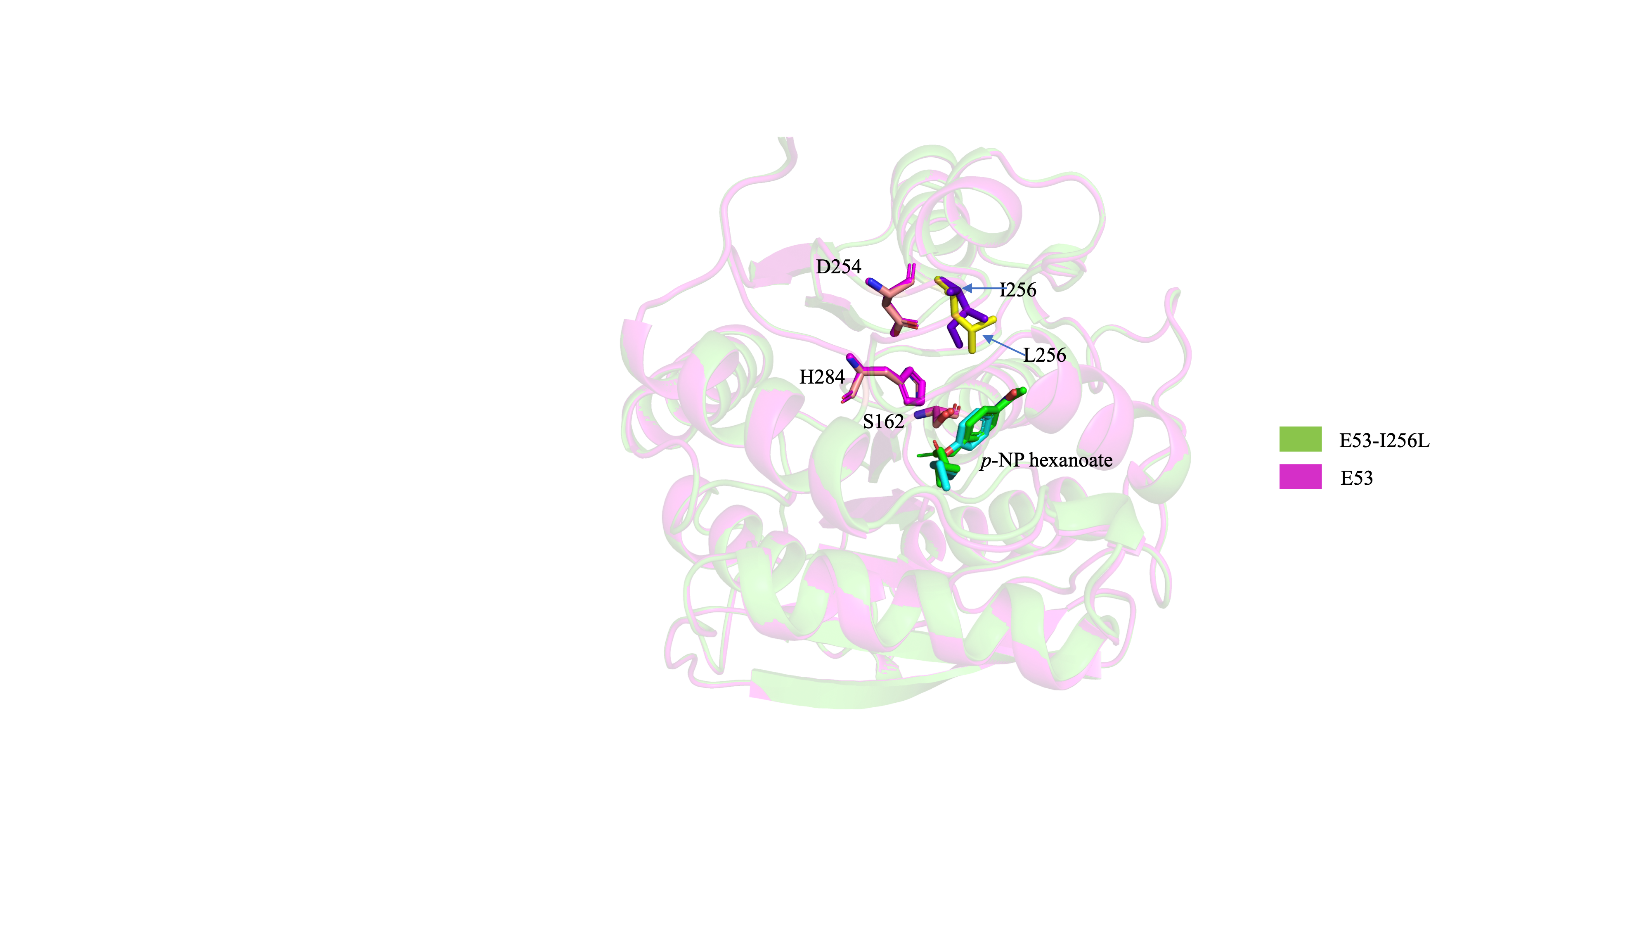 D254
I256
L256
H284
S162
p-NP hexanoate
E53-I256L
E53